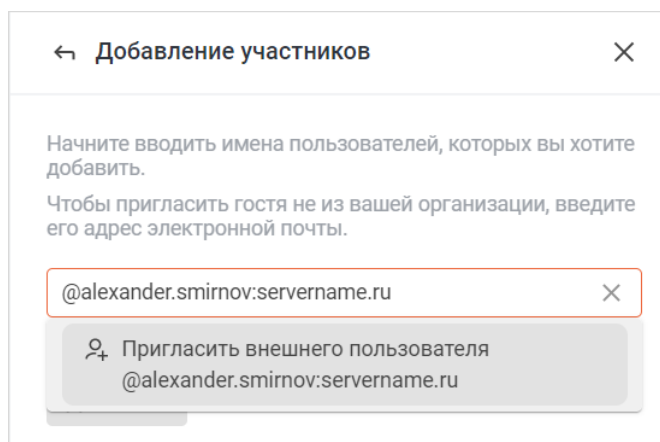 Добавление участников
Начните вводить имена пользователей, которых вы хотите
добавить.
Чтобы пригласить гостя не из вашей организации, введите
его адрес электронной почты.
@alexander.smirnov:servername.ru
Пригласить внешнего пользователя
@alexander.smirnov:servername.ru